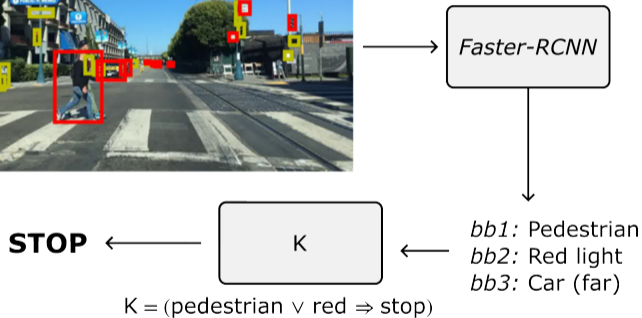 Faster-RCNN
bb1: Pedestrian
bb2: Red light
bb3: Car (far)
K
STOP
K = (pedestrian ∨ red ⇒ stop)